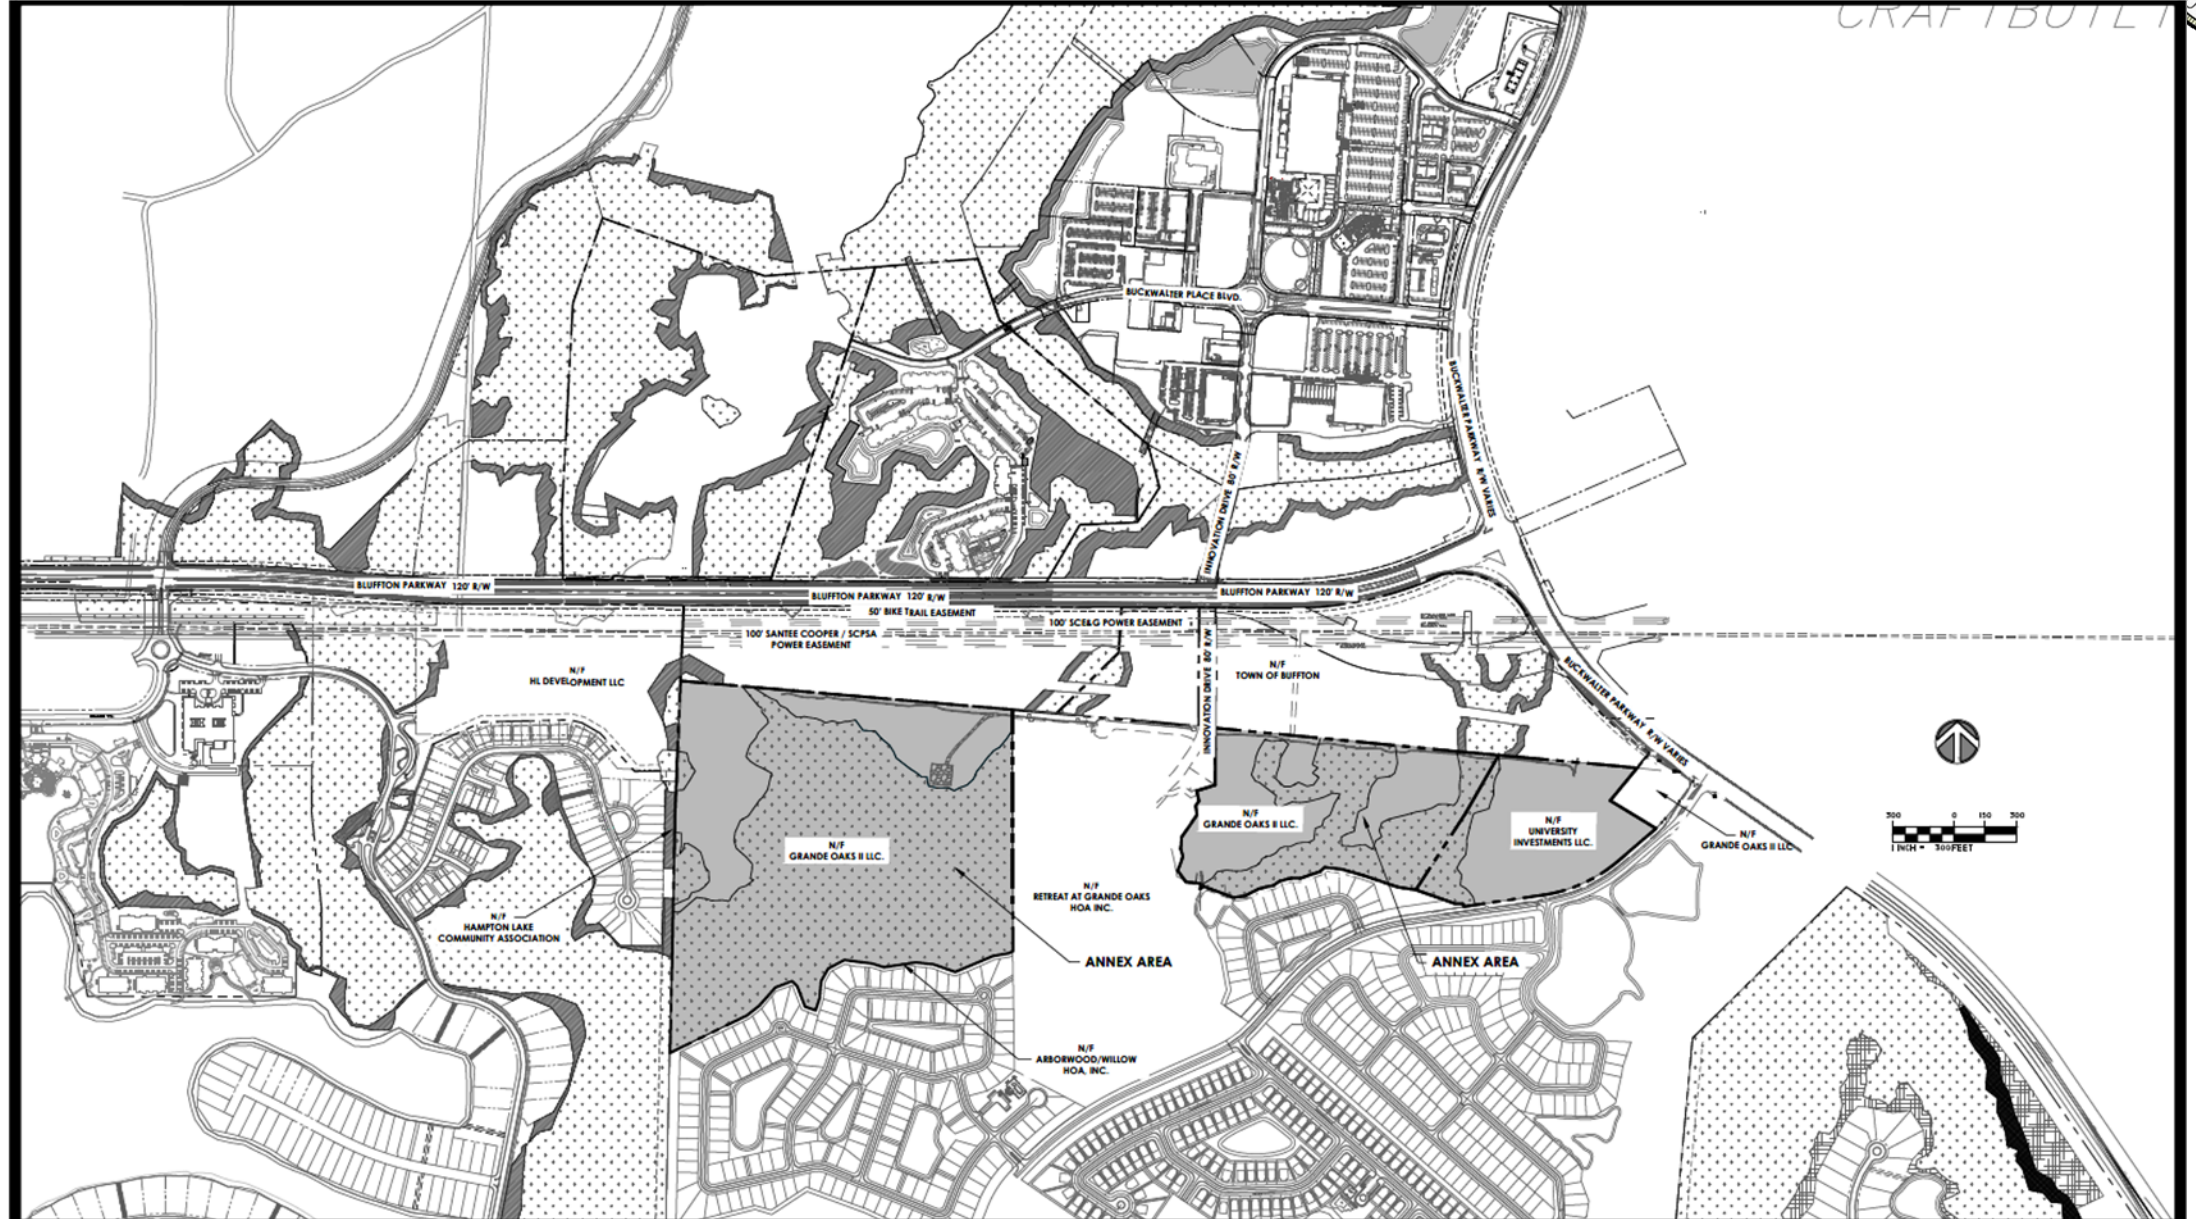 CRAFTBUILT
BUCKWALTER PLACE BLVD.
BUCKWALTER PARKWAY R/W VARIES
INNOVATION DRIVE 80' R/W
BLUFFTON PARKWAY 120' R/W
BLUFFTON PARKWAY 120' R/W
BLUFFTON PARKWAY 120' R/W
50' BIKE TRAIL EASEMENT
100' SCE&G POWER EASEMENT
100' SANTEE COOPER / SCPSA
POWER EASEMENT
N/F
HL DEVELOPMENT LLC
INNOVATION DRIVE 80' R/W
N/F
TOWN OF BUFFTON
BUCKWALTER PARKWAY R/W VARIES
N/F
GRANDE OAKS II LLC.
N/F
GRANDE OAKS II LLC.
N/F
UNIVERSITY
INVESTMENTS LLC.
N/F
GRANDE OAKS II LLC
300 0 150 300
1 INCH = 300FEET
N/F
RETREAT AT GRANDE OAKS
HOA INC.
N/F
HAMPTON LAKE
COMMUNITY ASSOCIATION
ANNEX AREA
ANNEX AREA
N/F
ARBORWOOD/WILLOW
HOA, INC.